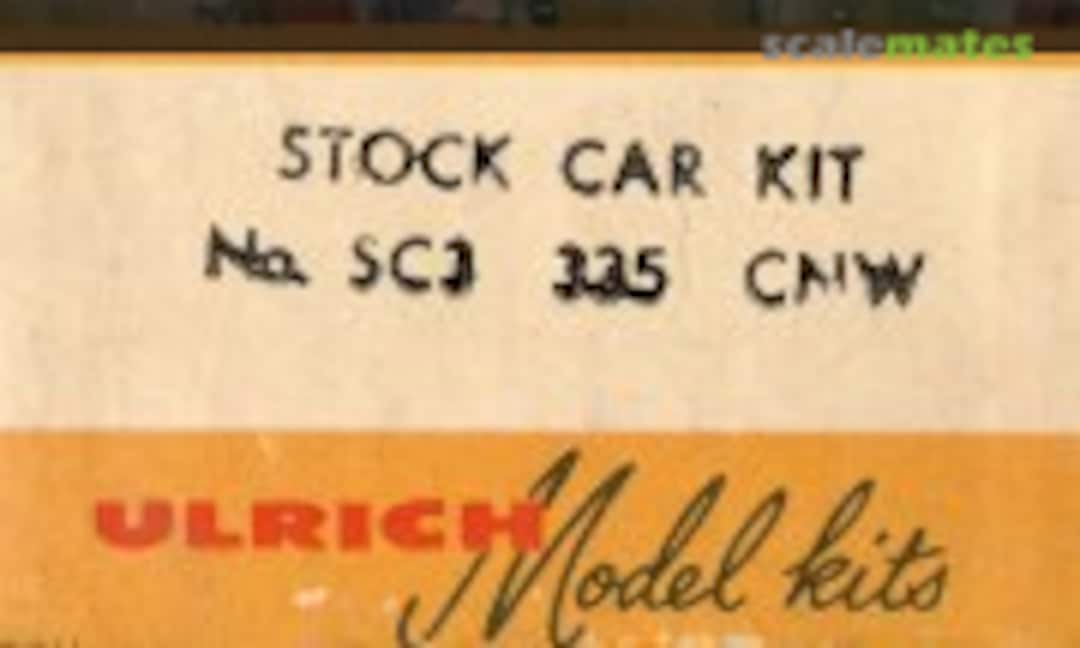 scalemates
STOCK CAR KIT
No. SC3 335 CNW
ULRICH Model kits